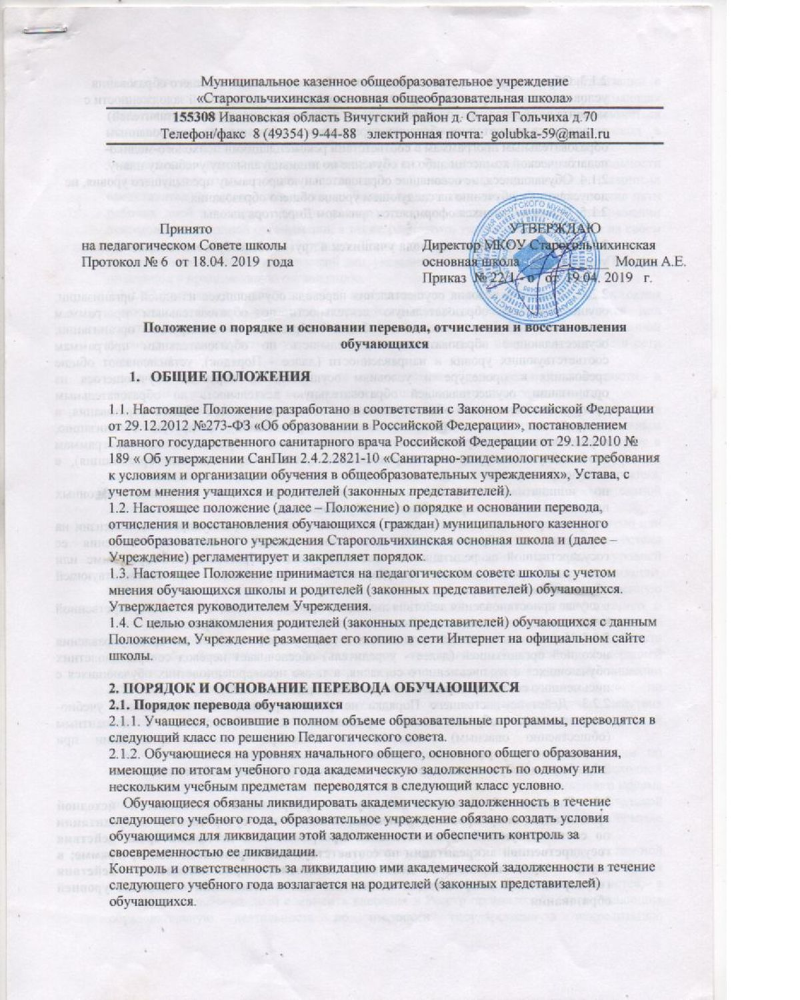 Муниципальное казенное общеобразовательное учреждение
«Старогольчихинская основная общеобразовательная школа»
155308 Ивановская область Вичугский район д. Старая Гольчиха д.70
Телефон/факс 8 (49354) 9-44-88 электронная почта: golubka-59@mail.ru
Принято
на педагогическом Совете школы
Протокол № 6 от 18.04. 2019 года
УТВЕРЖДАЮ
Директор МКОУ Старогольчихинская
основная школа Модин А.Е.
Приказ № 22/1 - о от 19.04. 2019 г.
Положение о порядке и основании перевода, отчисления и восстановления
обучающихся
1. ОБЩИЕ ПОЛОЖЕНИЯ
1.1. Настоящее Положение разработано в соответствии с Законом Российской Федерации
от 29.12.2012 №273-ФЗ «Об образовании в Российской Федерации», постановлением
Главного государственного санитарного врача Российской Федерации от 29.12.2010 №
189 « Об утверждении СанПин 2.4.2.2821-10 «Санитарно-эпидемиологические требования
к условиям и организации обучения в общеобразовательных учреждениях», Устава, с
учетом мнения учащихся и родителей (законных представителей).
1.2. Настоящее положение (далее – Положение) о порядке и основании перевода,
отчисления и восстановления обучающихся (граждан) муниципального казенного
общеобразовательного учреждения Старогольчихинская основная школа и (далее –
Учреждение) регламентирует и закрепляет порядок.
1.3. Настоящее Положение принимается на педагогическом совете школы с учетом
мнения обучающихся школы и родителей (законных представителей) обучающихся.
Утверждается руководителем Учреждения.
1.4. С целью ознакомления родителей (законных представителей) обучающихся с данным
Положением, Учреждение размещает его копию в сети Интернет на официальном сайте
школы.
2. ПОРЯДОК И ОСНОВАНИЕ ПЕРЕВОДА ОБУЧАЮЩИХСЯ
2.1. Порядок перевода обучающихся
2.1.1. Учащиеся, освоившие в полном объеме образовательные программы, переводятся в
следующий класс по решению Педагогического совета.
2.1.2. Обучающиеся на уровнях начального общего, основного общего образования,
имеющие по итогам учебного года академическую задолженность по одному или
нескольким учебным предметам переводятся в следующий класс условно.
Обучающиеся обязаны ликвидировать академическую задолженность в течение
следующего учебного года, образовательное учреждение обязано создать условия
обучающимся для ликвидации этой задолженности и обеспечить контроль за
своевременностью ее ликвидации.
Контроль и ответственность за ликвидацию ими академической задолженности в течение
следующего учебного года возлагается на родителей (законных представителей)
обучающихся.